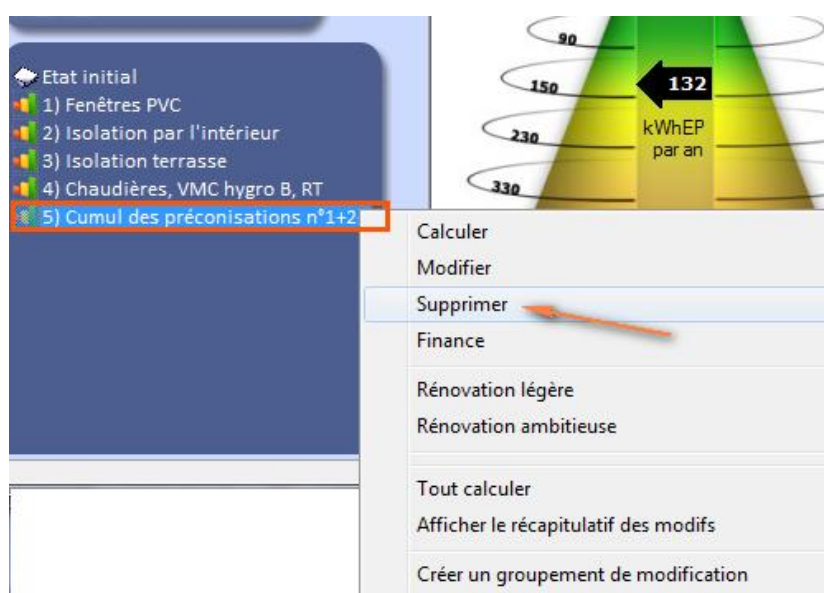 Etat initial
1) Fenêtres PVC
2) Isolation par l'intérieur
3) Isolation terrasse
4) Chaudières, VMC hygro B, RT
5) Cumul des préconisations n°1+2
90
150
230
330
132
kWhEP
par an
Calculer
Modifier
Supprimer
Finance
Rénovation légère
Rénovation ambitieuse
Tout calculer
Afficher le récapitulatif des modifs
Créer un groupement de modification